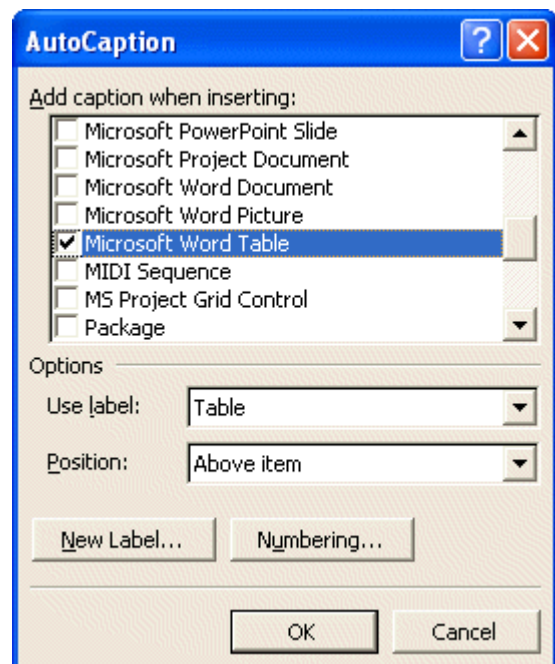 AutoCaption
Add caption when inserting:
Microsoft PowerPoint Slide
Microsoft Project Document
Microsoft Word Document
Microsoft Word Picture
Microsoft Word Table
MIDI Sequence
MS Project Grid Control
Package
Options
Use label: Table
Position: Above item
New Label... Numbering...
OK Cancel